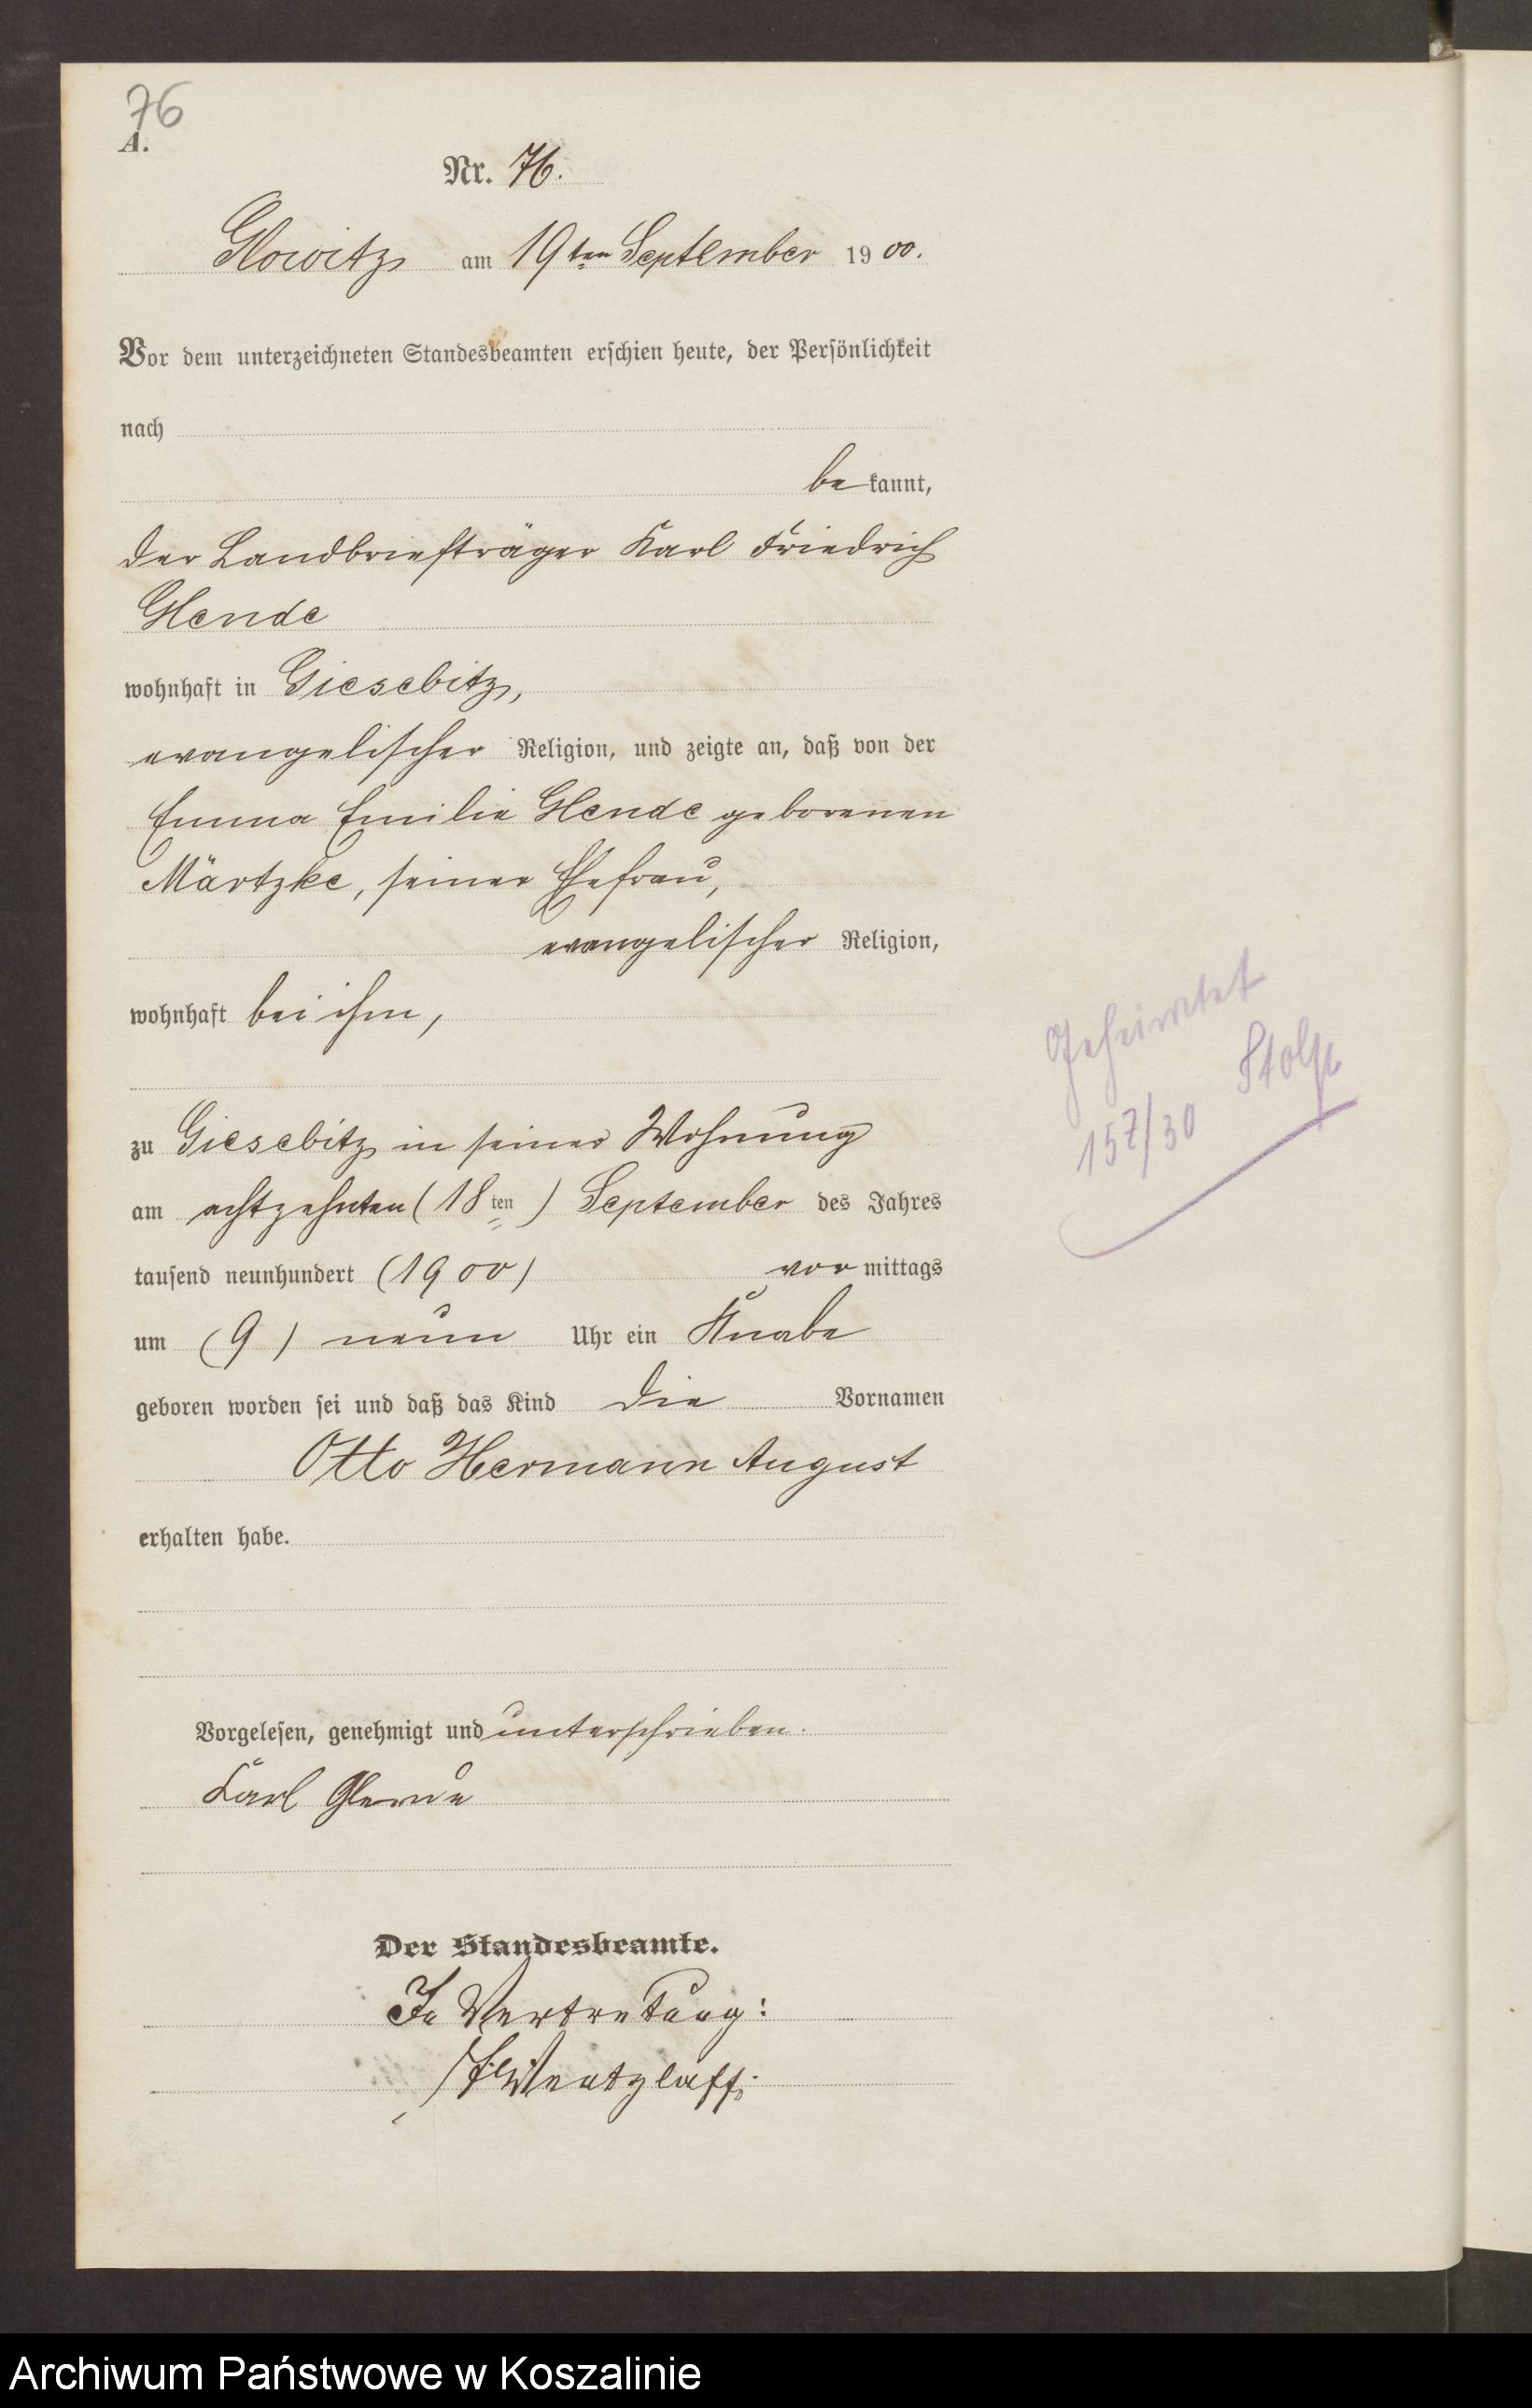 76
A.
Nr. 76.
Glowitz am 19ten September 1900.
Vor dem unterzeichneten Standesbeamten erschien heute, der Persönlichkeit
nach
be kannt,
der Landbriefträger Karl Friedrich
Glende
wohnhaft in Giesebitz,
evangelischer Religion, und zeigte an, daß von der
Emma Emilie Glende geborenen
Märtzke, seiner Ehefrau,
evangelischer Religion,
wohnhaft bei ihm,
zu Giesebitz in seiner Wohnung
am achtzehnten (18ten) September des Jahres
tausend neunhundert (1900) vor mittags
um (9) neun Uhr ein Knabe
geboren worden sei und daß das Kind die Vornamen
Otto Hermann August
erhalten habe.
Vorgelesen, genehmigt und unterschrieben.
Karl Glende
Der Standesbeamte.
In Vertretung:
Wentzlaff.
Geheiratet
157/30 Stolp
Archiwum Państwowe w Koszalinie